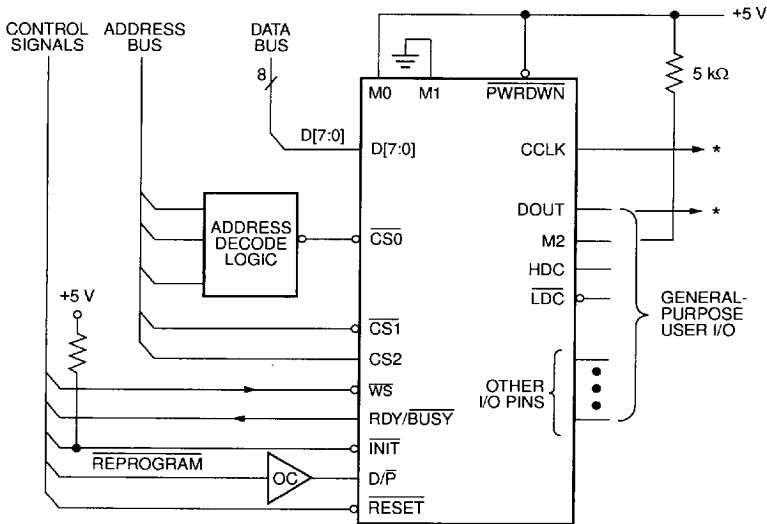 CONTROL
SIGNALS
ADDRESS
BUS
DATA
BUS
8
+5 V
M0
M1
PWRDWN
5 kΩ
D[7:0]
D[7:0]
CCLK
*
DOUT
*
ADDRESS
DECODE
LOGIC
CS0
M2
HDC
LDC
GENERAL-
PURPOSE
USER I/O
+5 V
CS1
CS2
OTHER
I/O PINS
WS
RDY/BUSY
INIT
REPROGRAM
OC
D/P
RESET